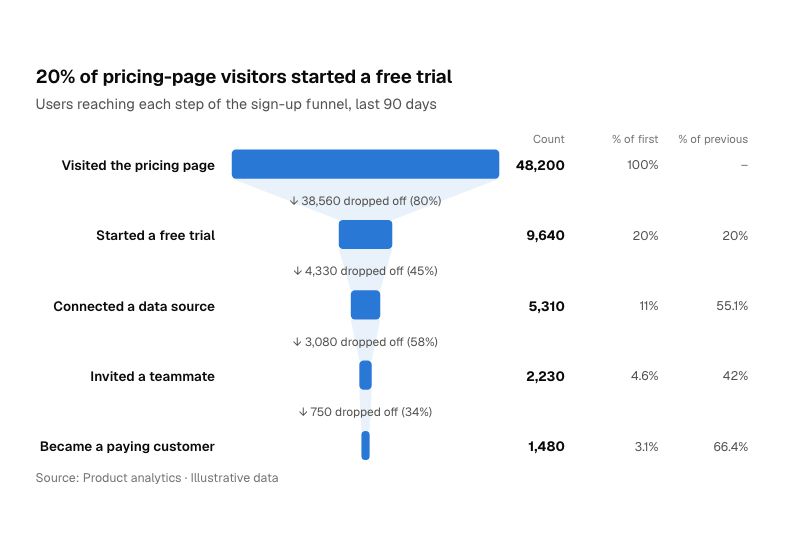 20% of pricing-page visitors started a free trial
Users reaching each step of the sign-up funnel, last 90 days
Count % of first % of previous
Visited the pricing page 48,200 100% –
↓ 38,560 dropped off (80%)
Started a free trial 9,640 20% 20%
↓ 4,330 dropped off (45%)
Connected a data source 5,310 11% 55.1%
↓ 3,080 dropped off (58%)
Invited a teammate 2,230 4.6% 42%
↓ 750 dropped off (34%)
Became a paying customer 1,480 3.1% 66.4%
Source: Product analytics · Illustrative data